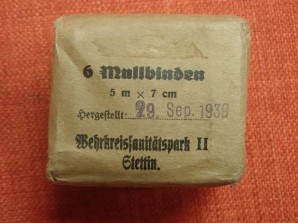 6 Mullbinden
5 m x 7 cm
Hergestellt: 29. Sep. 1939
Wehrkreissanitätspark II
Stettin.